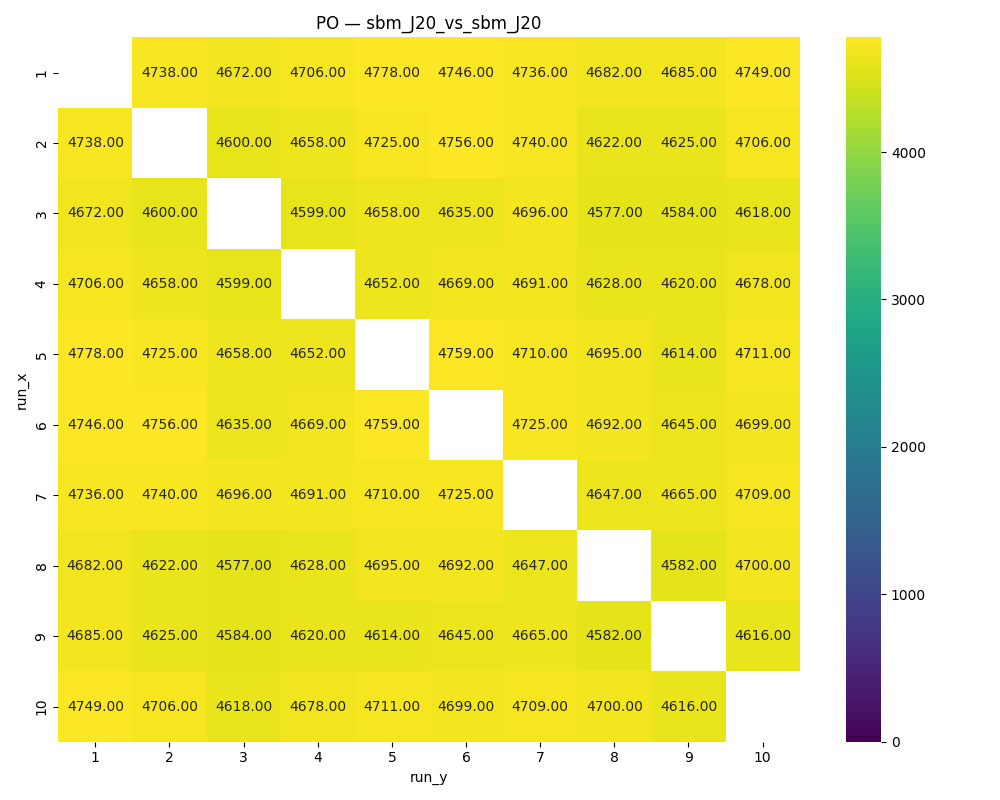 PO — sbm_J20_vs_sbm_J20
1 4738.00 4672.00 4706.00 4778.00 4746.00 4736.00 4682.00 4685.00 4749.00
2 4738.00 4600.00 4658.00 4725.00 4756.00 4740.00 4622.00 4625.00 4706.00
3 4672.00 4600.00 4599.00 4658.00 4635.00 4696.00 4577.00 4584.00 4618.00
4 4706.00 4658.00 4599.00 4652.00 4669.00 4691.00 4628.00 4620.00 4678.00
5 4778.00 4725.00 4658.00 4652.00 4759.00 4710.00 4695.00 4614.00 4711.00
6 4746.00 4756.00 4635.00 4669.00 4759.00 4725.00 4692.00 4645.00 4699.00
7 4736.00 4740.00 4696.00 4691.00 4710.00 4725.00 4647.00 4665.00 4709.00
8 4682.00 4622.00 4577.00 4628.00 4695.00 4692.00 4647.00 4582.00 4700.00
9 4685.00 4625.00 4584.00 4620.00 4614.00 4645.00 4665.00 4582.00 4616.00
10 4749.00 4706.00 4618.00 4678.00 4711.00 4699.00 4709.00 4700.00 4616.00
1 2 3 4 5 6 7 8 9 10
run_x
run_y
4000
3000
2000
1000
0